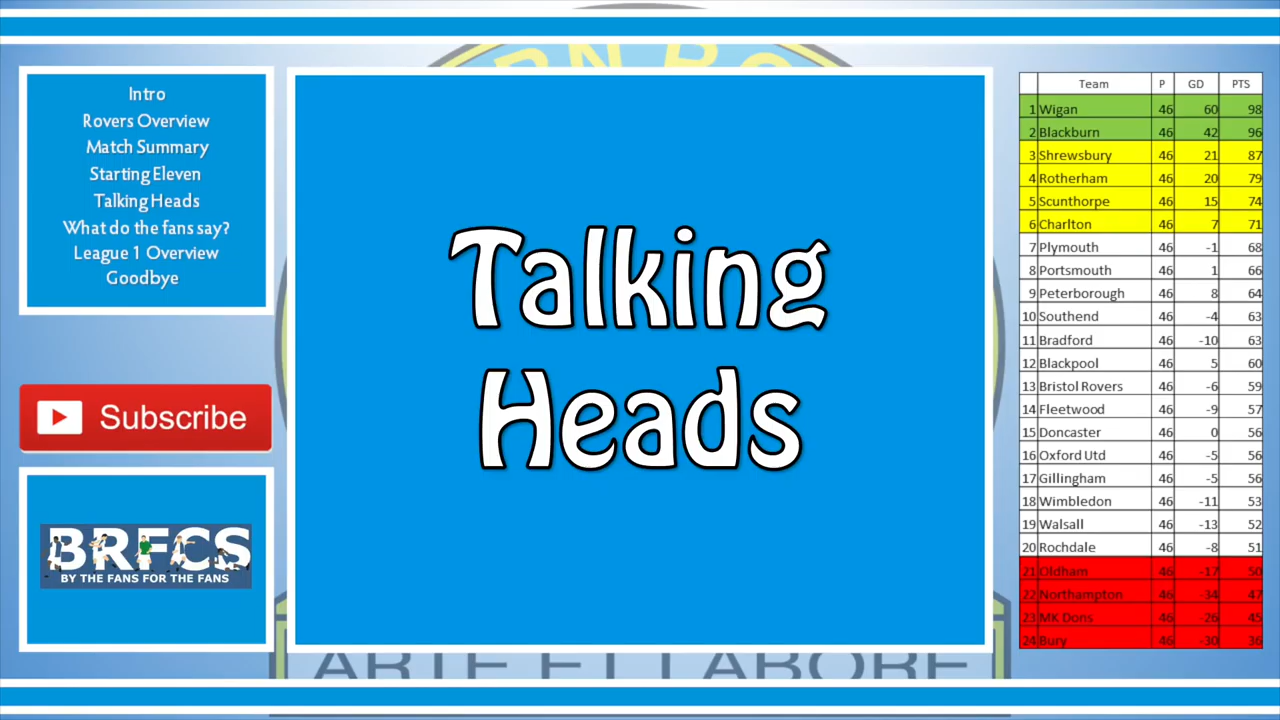 RN RO
Intro
Rovers Overview
Match Summary
Starting Eleven
Talking Heads
What do the fans say?
League 1 Overview
Goodbye
Subscribe
BRFCS
BY THE FANS FOR THE FANS
Talking
Heads
Team P GD PTS
1 Wigan 46 60 98
2 Blackburn 46 42 96
3 Shrewsbury 46 21 87
4 Rotherham 46 20 79
5 Scunthorpe 46 15 74
6 Charlton 46 7 71
7 Plymouth 46 -1 68
8 Portsmouth 46 1 66
9 Peterborough 46 8 64
10 Southend 46 -4 63
11 Bradford 46 -10 63
12 Blackpool 46 5 60
13 Bristol Rovers 46 -6 59
14 Fleetwood 46 -9 57
15 Doncaster 46 0 56
16 Oxford Utd 46 -5 56
17 Gillingham 46 -5 56
18 Wimbledon 46 -11 53
19 Walsall 46 -13 52
20 Rochdale 46 -8 51
21 Oldham 46 -17 50
22 Northampton 46 -34 47
23 MK Dons 46 -26 45
24 Bury 46 -30 36
ARTE ET LABORE